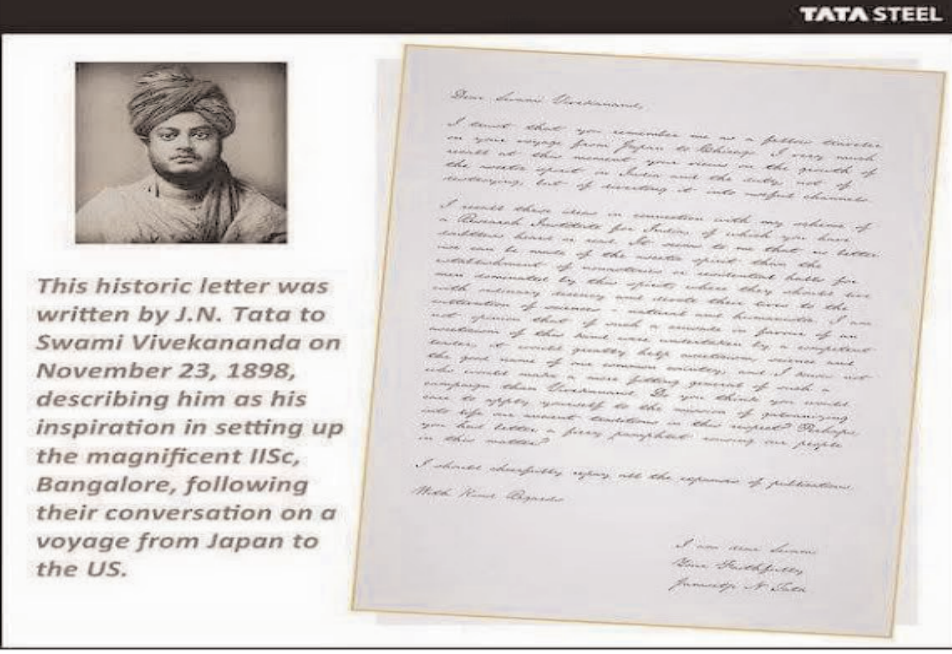 TATA STEEL
This historic letter was
written by J.N. Tata to
Swami Vivekananda on
November 23, 1898,
describing him as his
inspiration in setting up
the magnificent IISc,
Bangalore, following
their conversation on a
voyage from Japan to
the US.
Dear Swami Vivekananda,
I trust that you remember me as a fellow traveller
on your voyage from Japan to Chicago. I very much
recall at this moment your views on the growth of
the ascetic spirit in India and the duty, not of
destroying, but of diverting it into useful channels.
I recall these ideas in connection with my scheme of
a Research Institute for India, of which you have
doubtless heard or read. It seems to me that no better
use can be made of the ascetic spirit than the
establishment of monasteries or residential halls for
men dominated by this spirit, where they should live
with ordinary decency and devote their lives to the
cultivation of sciences - natural and humanistic. I am
of opinion that if such a crusade in favour of an
asceticism of this kind were undertaken by a competent
leader, it would greatly help asceticism, science and
the good name of our common country; and I know not
who would make a more fitting general of such a
campaign than Vivekananda. Do you think you would
care to apply yourself to the mission of galvanizing
into life our ancient traditions in this respect? Perhaps
you had better a fiery pamphlet rousing our people
in this matter?
I should cheerfully repay all the expenses of publication.
With Kind Regards
I am dear Swami
Your Faithfully
Jamsetji N Tata